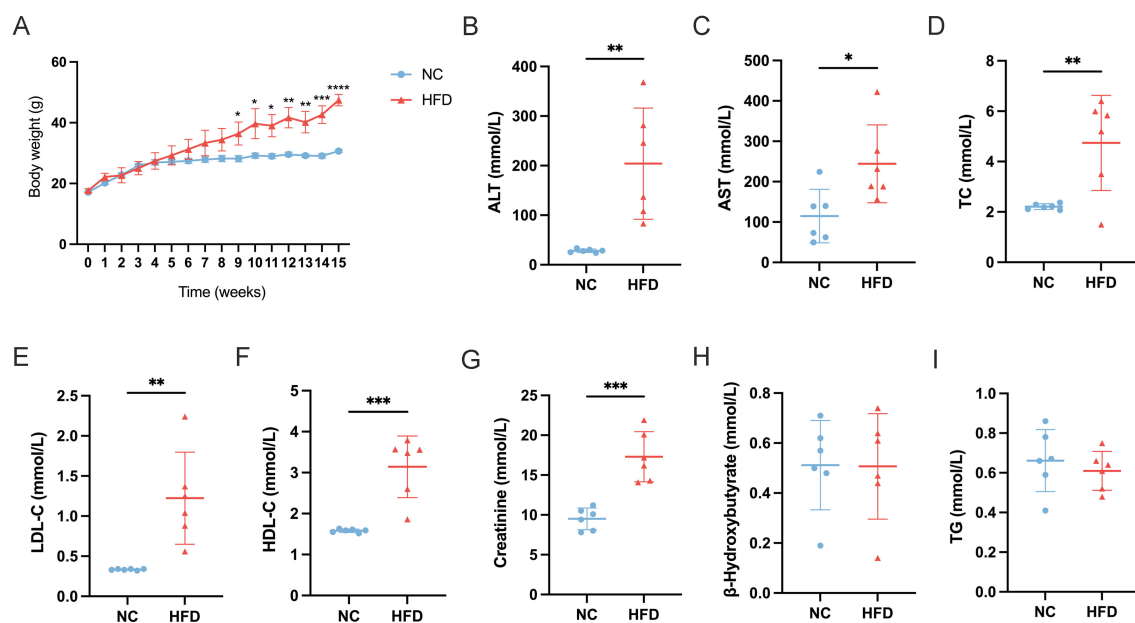 A
Body weight (g)
60
40
20
0
* * * ** ** *** ****
0 1 2 3 4 5 6 7 8 9 10 11 12 13 14 15
Time (weeks)
NC
HFD
B
ALT (mmol/L)
**
400
300
200
100
0
NC HFD
C
AST (mmol/L)
*
500
400
300
200
100
0
NC HFD
D
TC (mmol/L)
**
8
6
4
2
0
NC HFD
E
LDL-C (mmol/L)
**
2.5
2.0
1.5
1.0
0.5
0.0
NC HFD
F
HDL-C (mmol/L)
***
5
4
3
2
1
0
NC HFD
G
Creatinine (mmol/L)
***
25
20
15
10
5
0
NC HFD
H
β-Hydroxybutyrate (mmol/L)
0.8
0.6
0.4
0.2
0.0
NC HFD
I
TG (mmol/L)
1.0
0.8
0.6
0.4
0.2
0.0
NC HFD